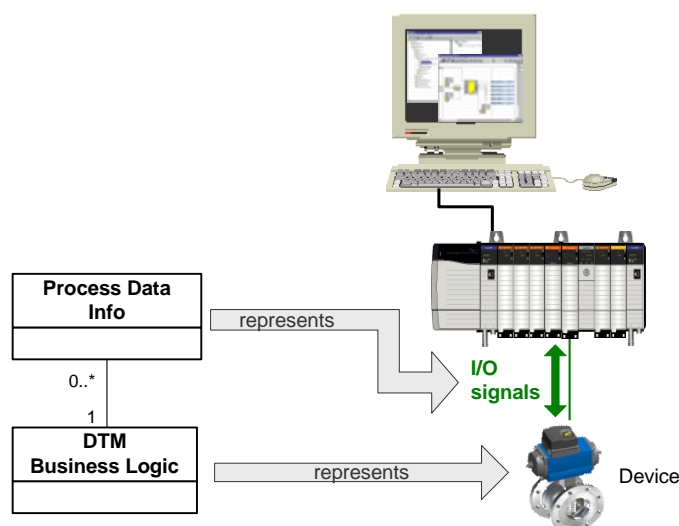 Process Data
Info
represents
0..*
I/O
signals
1
DTM
Business Logic
represents
Device